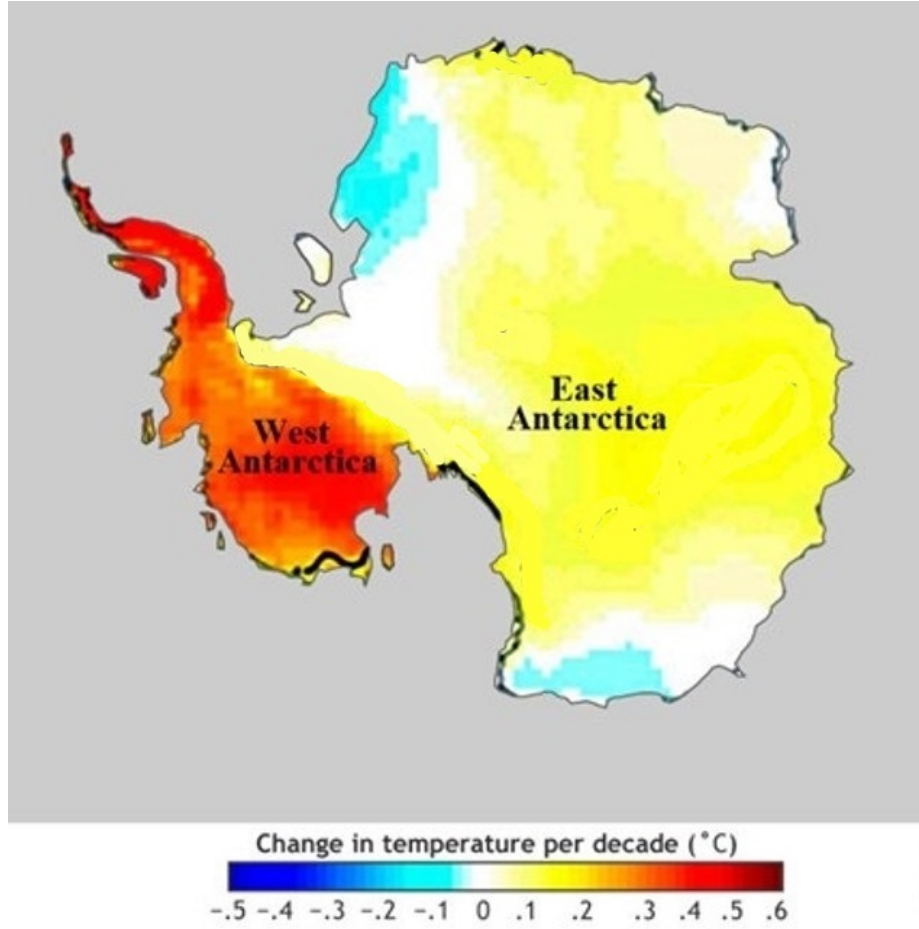 East
Antarctica
West
Antarctica
Change in temperature per decade (˚C)
-.5 -.4 -.3 -.2 -.1 0 .1 .2 .3 .4 .5 .6